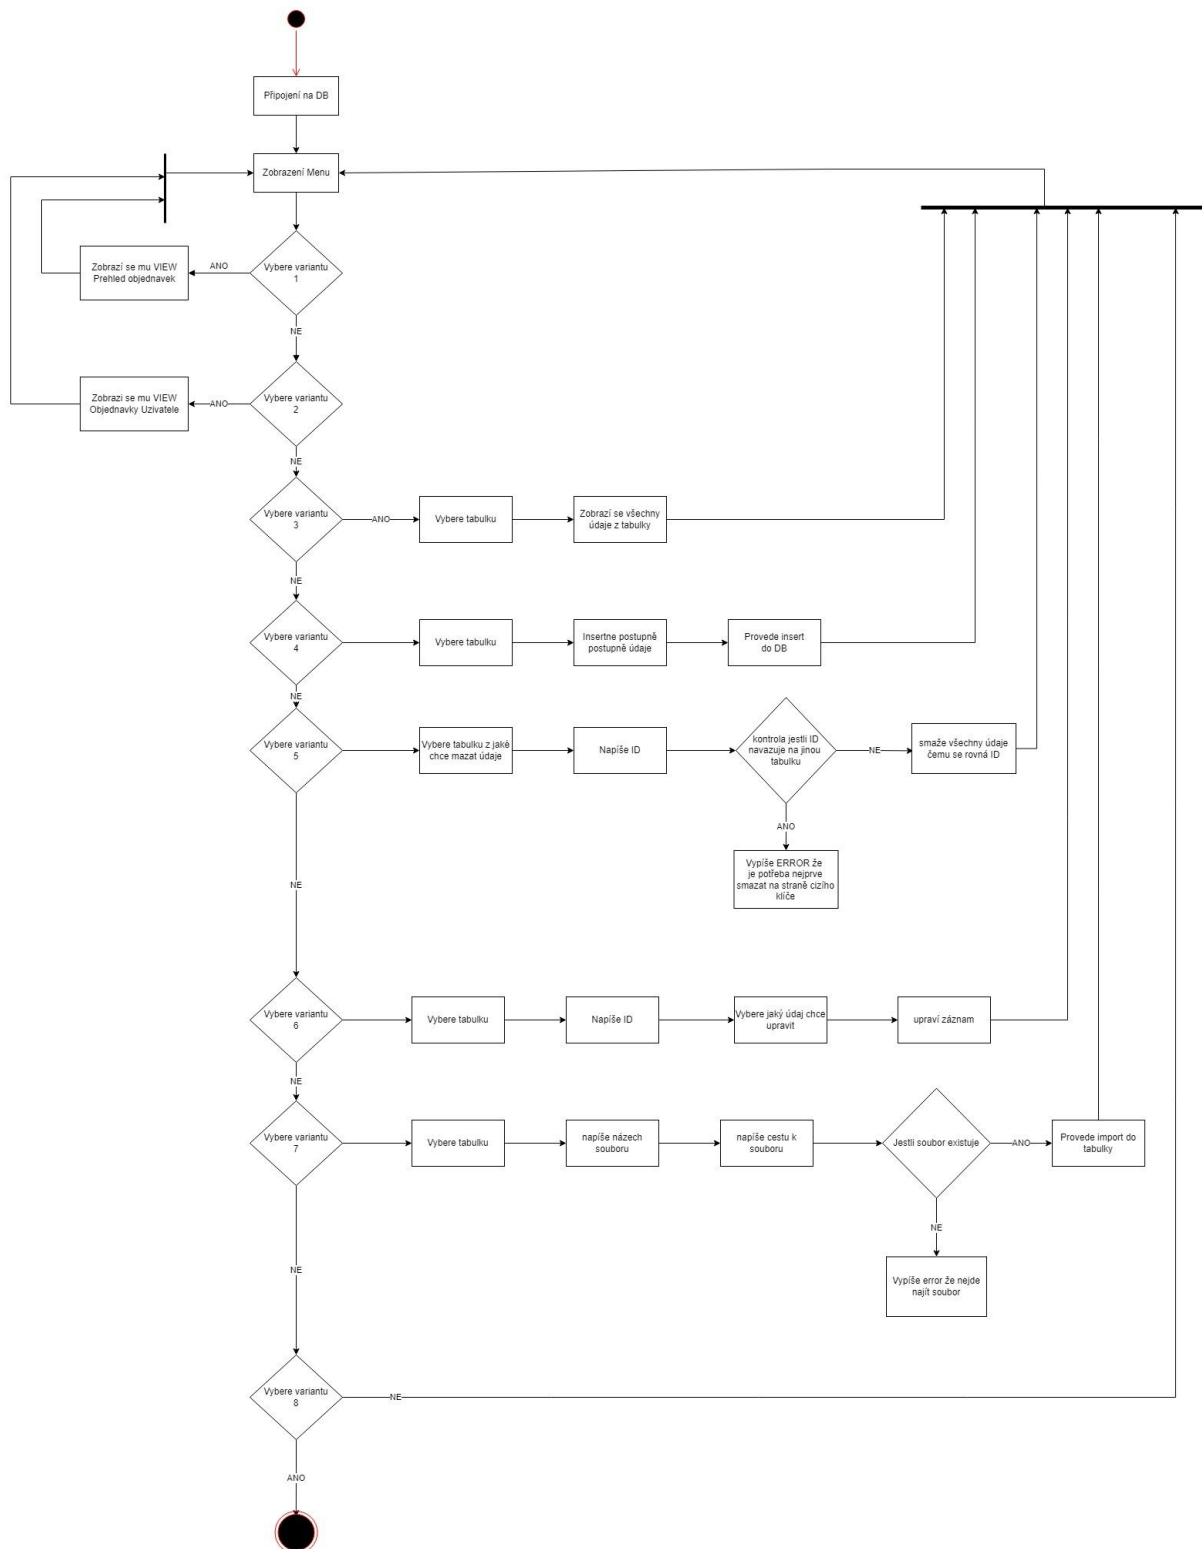 Připojení na DB
Zobrazení Menu
Vybere variantu
1
ANO
Zobrazí se mu VIEW
Prehled objednavek
NE
Vybere variantu
2
ANO
Zobrazi se mu VIEW
Objednavky Uzivatele
NE
Vybere variantu
3
ANO
Vybere tabulku
Zobrazí se všechny
údaje z tabulky
NE
Vybere variantu
4
Vybere tabulku
Insertne postupně
postupně údaje
Provede insert
do DB
NE
Vybere variantu
5
Vybere tabulku z jaké
chce mazat údaje
Napíše ID
kontrola jestli ID
navazuje na jinou
tabulku
NE
smaže všechny údaje
čemu se rovná ID
ANO
Vypíše ERROR že
je potřeba nejprve
smazat na straně cizího
klíče
NE
Vybere variantu
6
Vybere tabulku
Napíše ID
Vybere jaký údaj chce
upravit
upraví záznam
NE
Vybere variantu
7
Vybere tabulku
napíše názech
souboru
napíše cestu k
souboru
Jestli soubor existuje
ANO
Provede import do
tabulky
NE
Vypíše error že nejde
najít soubor
NE
Vybere variantu
8
NE
ANO